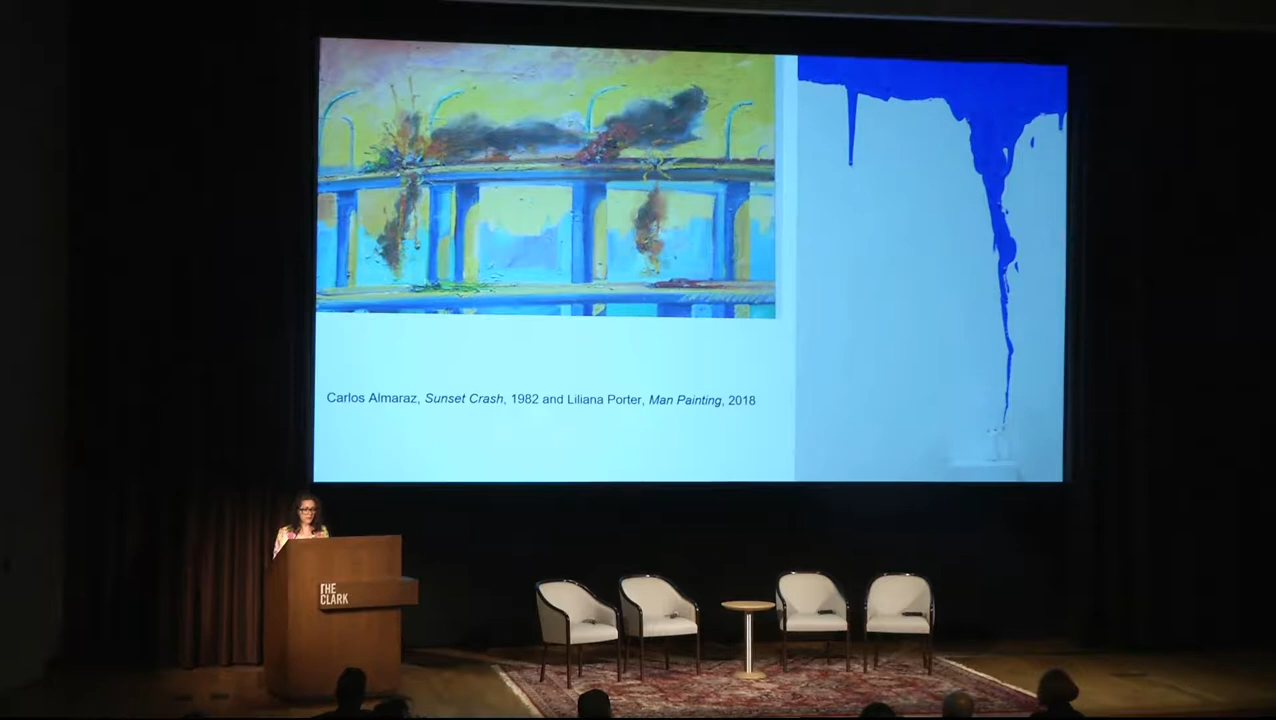 Carlos Almaraz, Sunset Crash, 1982 and Liliana Porter, Man Painting, 2018
THE
CLARK